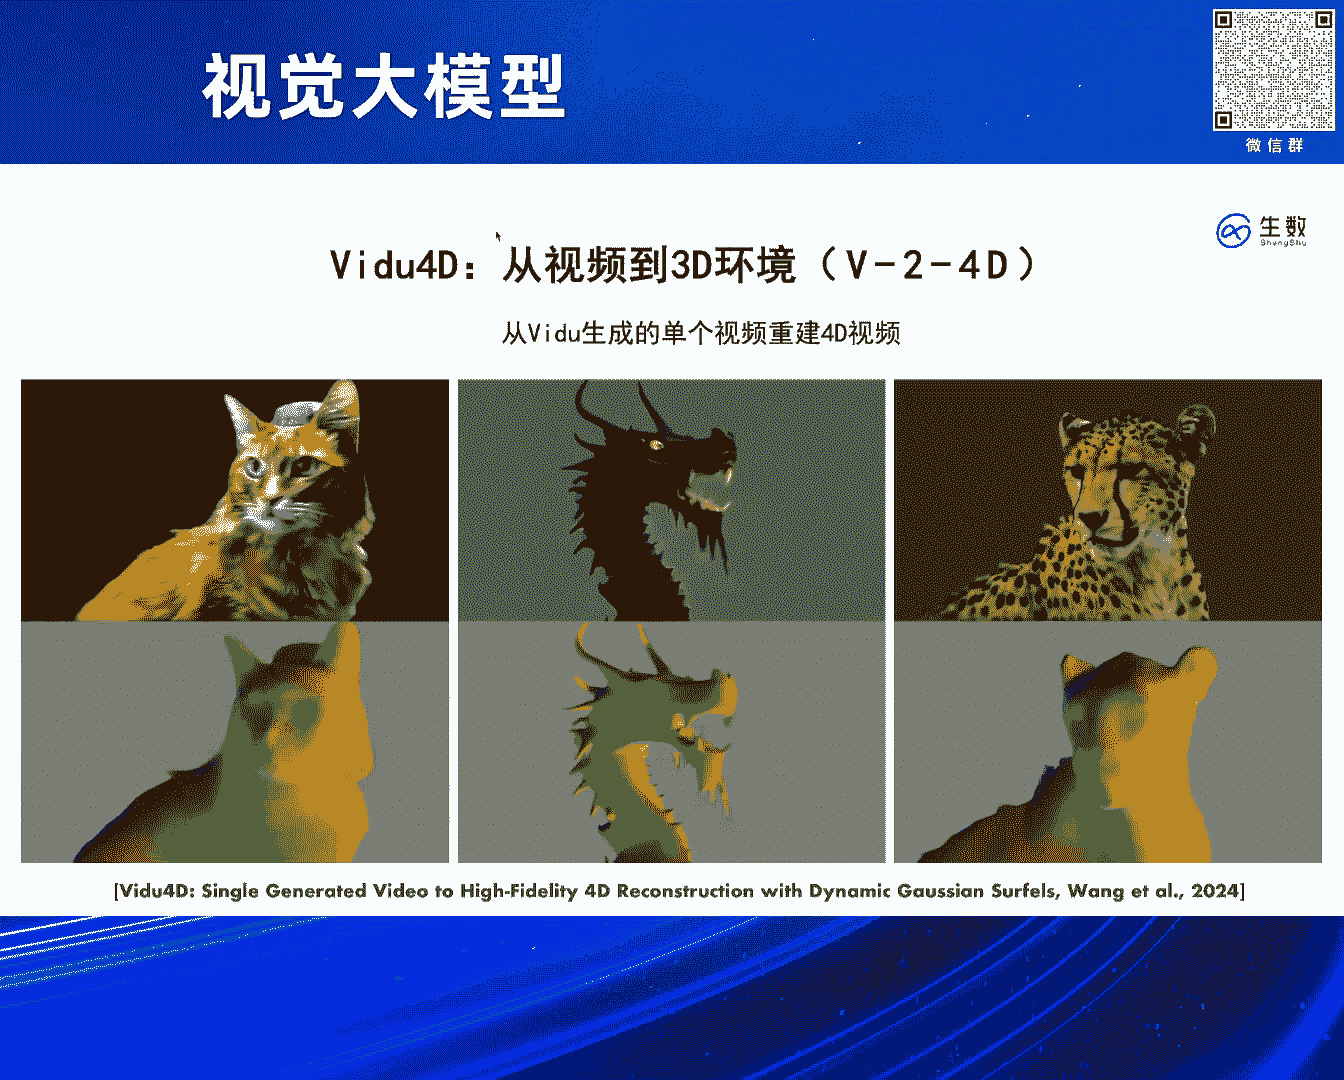 视觉大模型
微信群
生数
ShengShu
Vidu4D：从视频到3D环境（V-2-4D）
从Vidu生成的单个视频重建4D视频
[Vidu4D: Single Generated Video to High-Fidelity 4D Reconstruction with Dynamic Gaussian Surfels, Wang et al., 2024]